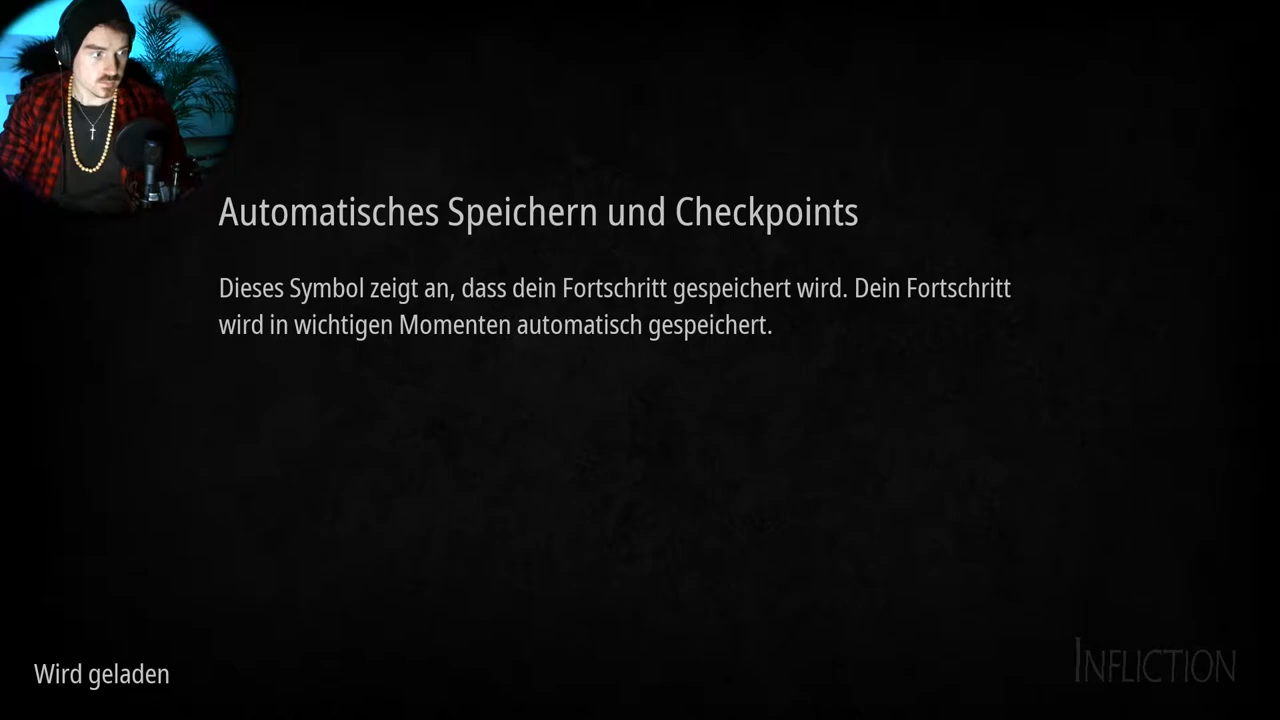 Automatisches Speichern und Checkpoints
Dieses Symbol zeigt an, dass dein Fortschritt gespeichert wird. Dein Fortschritt
wird in wichtigen Momenten automatisch gespeichert.
Wird geladen
INFLICTION